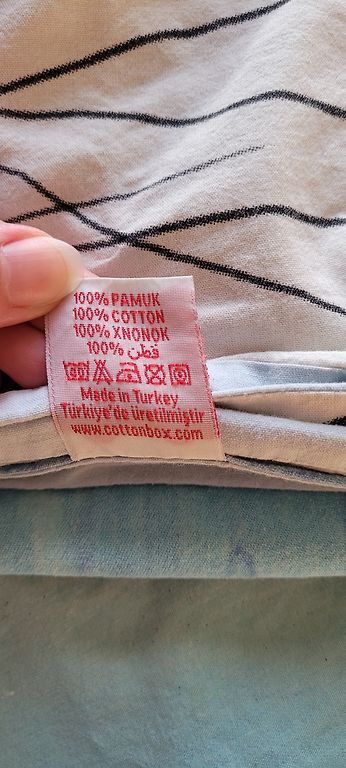 100% PAMUK
100% COTTON
100% XNONOK
100% قطن
Made in Turkey
Türkiye'de üretilmiştir
www.cottonbox.com